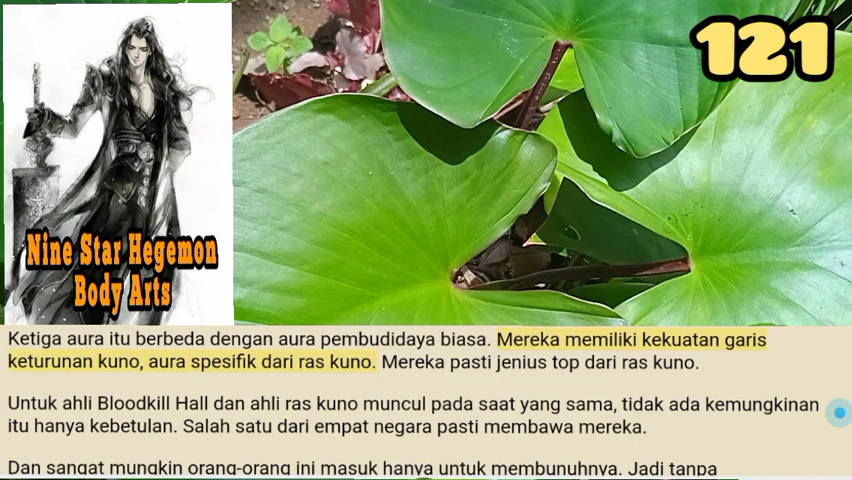 121
Nine Star Hegemon
Body Arts
Ketiga aura itu berbeda dengan aura pembudidaya biasa. Mereka memiliki kekuatan garis
keturunan kuno, aura spesifik dari ras kuno. Mereka pasti jenius top dari ras kuno.
Untuk ahli Bloodkill Hall dan ahli ras kuno muncul pada saat yang sama, tidak ada kemungkinan
itu hanya kebetulan. Salah satu dari empat negara pasti membawa mereka.
Dan sangat mungkin orang-orang ini masuk hanya untuk membunuhnya. Jadi tanpa